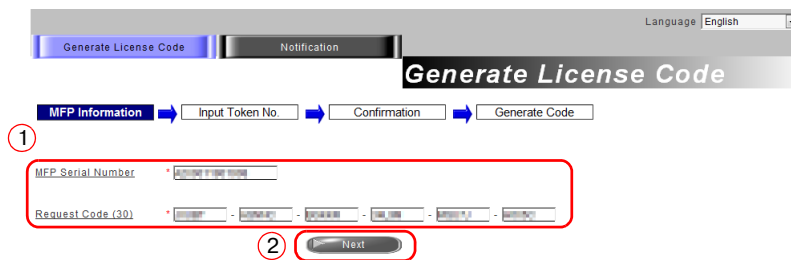 Language English
Generate License Code Notification
Generate License Code
MFP Information Input Token No. Confirmation Generate Code
1
MFP Serial Number *
Request Code (30) * - - - - -
2 Next